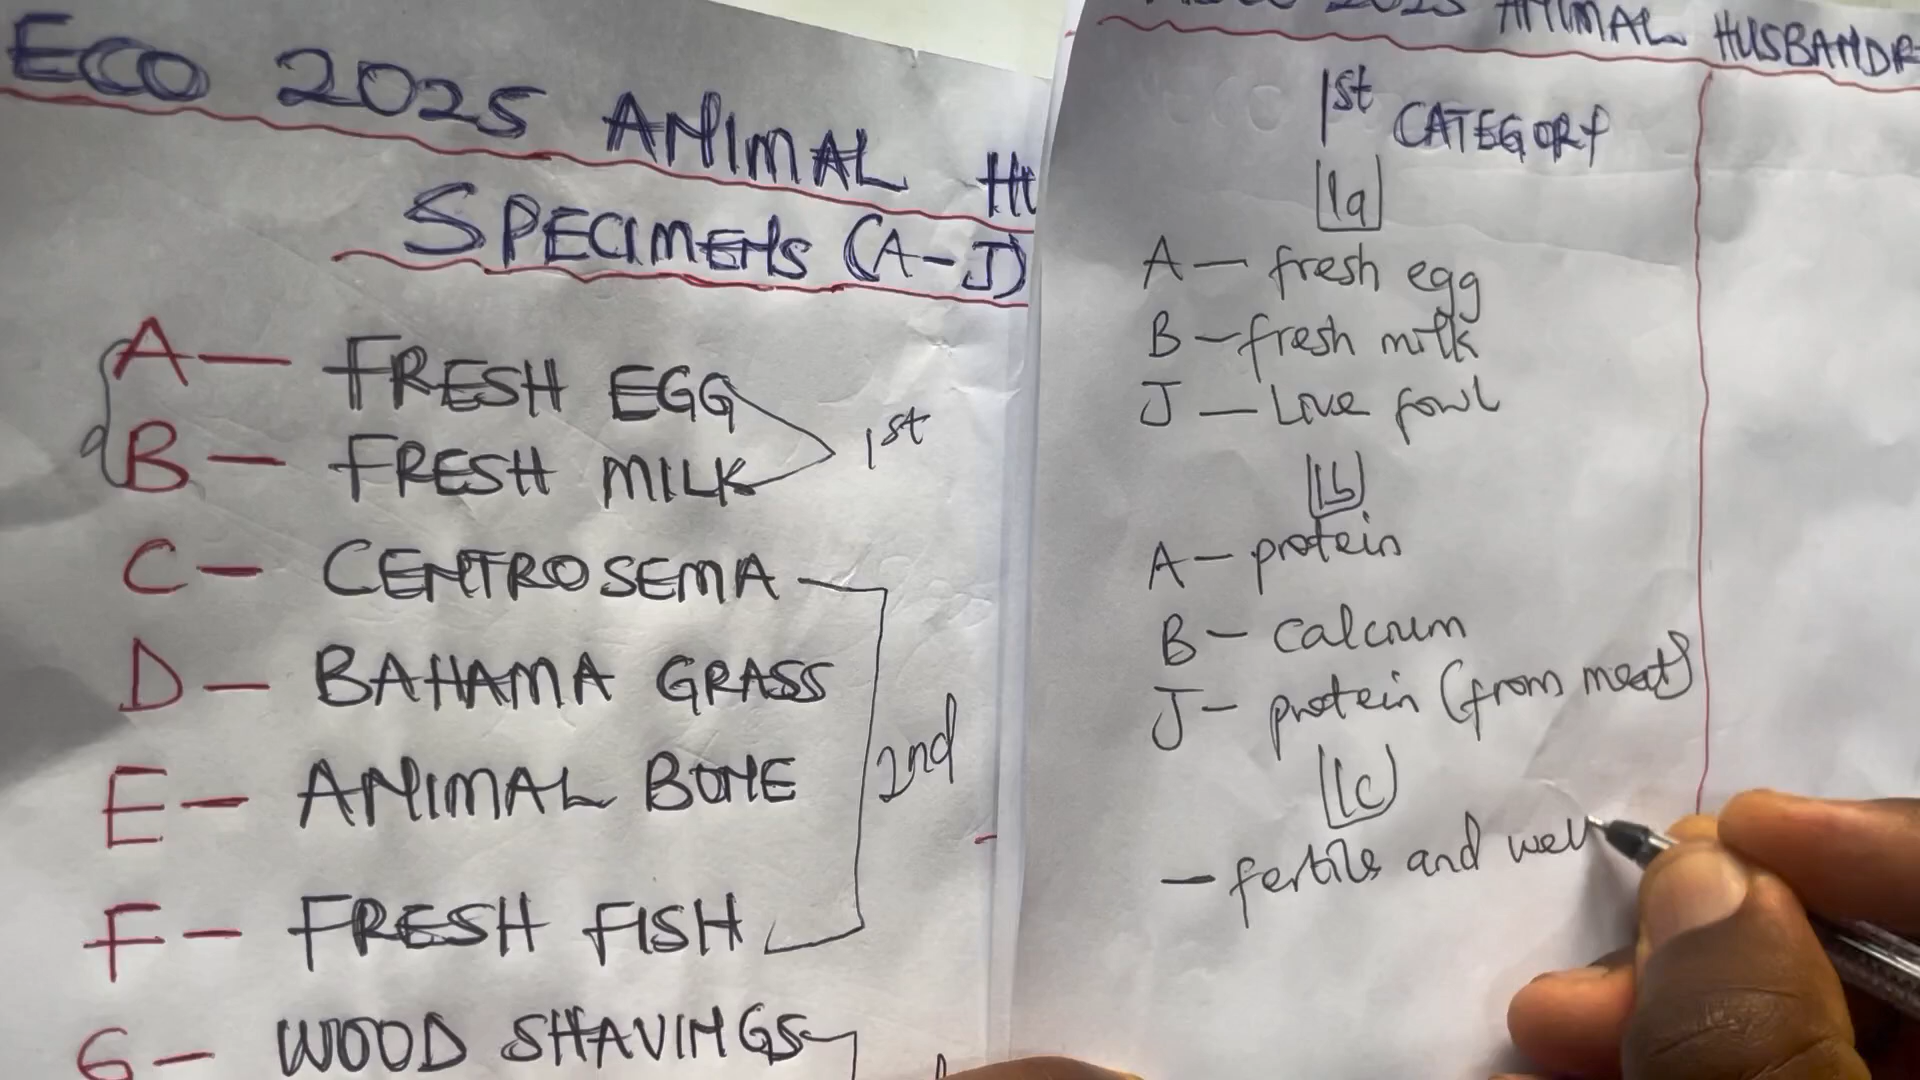 ECO 2025 ANIMAL HU
SPECIMENS (A-J)
A- FRESH EGG
B- FRESH MILK
1st
C- CENTROSEMA
D- BAHAMA GRASS
E- ANIMAL BONE
F- FRESH FISH
2nd
G- WOOD SHAVINGS
2025 ANIMAL HUSBANDR
1st CATEGORY
1a
A- fresh egg
B- fresh milk
J- Live fowl
1b
A- protein
B- calcium
J- protein (from meat)
1c
- fertile and well